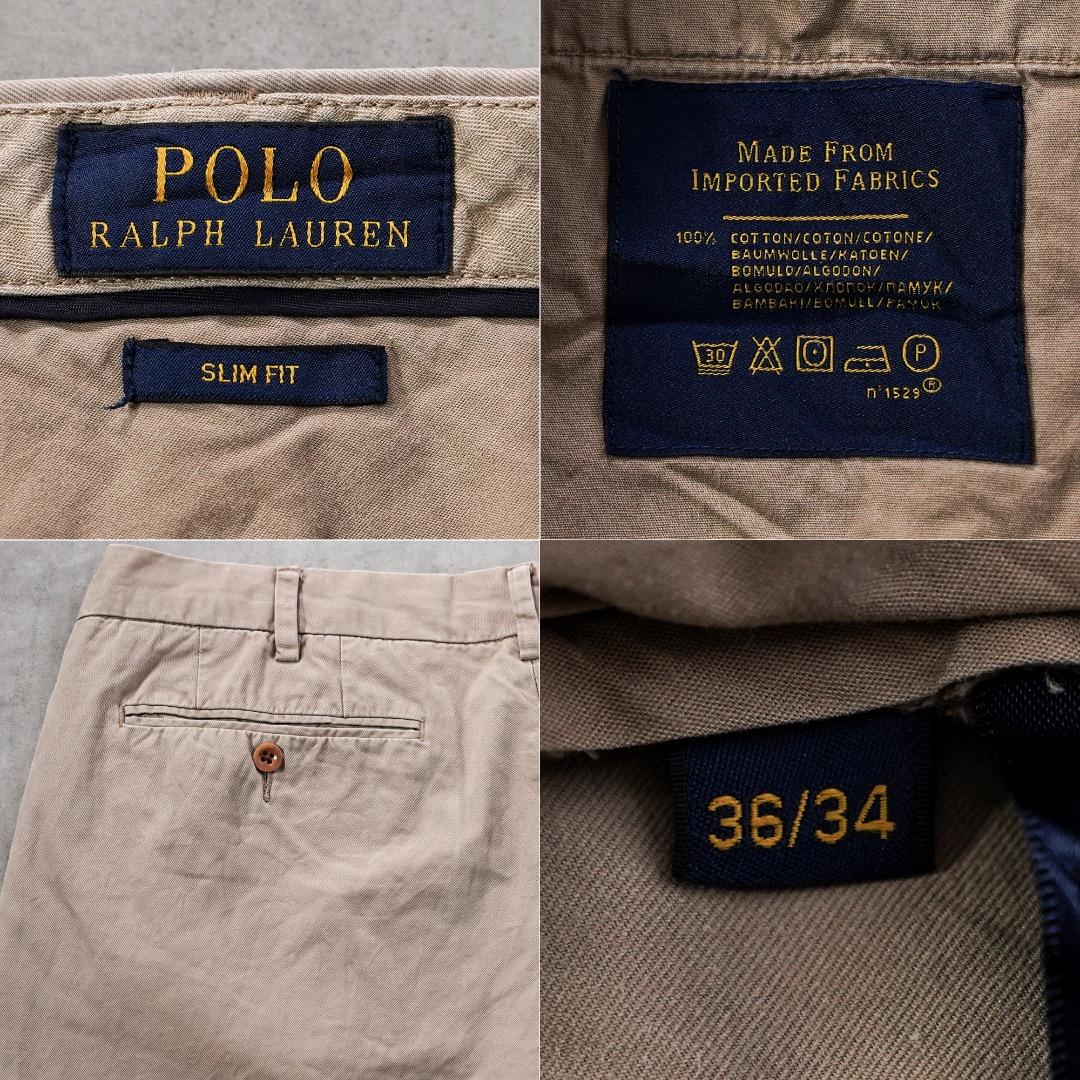 POLO
RALPH LAUREN
SLIM FIT
MADE FROM
IMPORTED FABRICS
100% COTTON/COTON/COTONE/
BAUMWOLLE/KATOEN/
BOMULD/ALGODON/
ALGODAO/ХЛОПОК/ПАМУК/
BAMBAKI/BOMULL/PAMUK
30
P
n°1529®
36/34